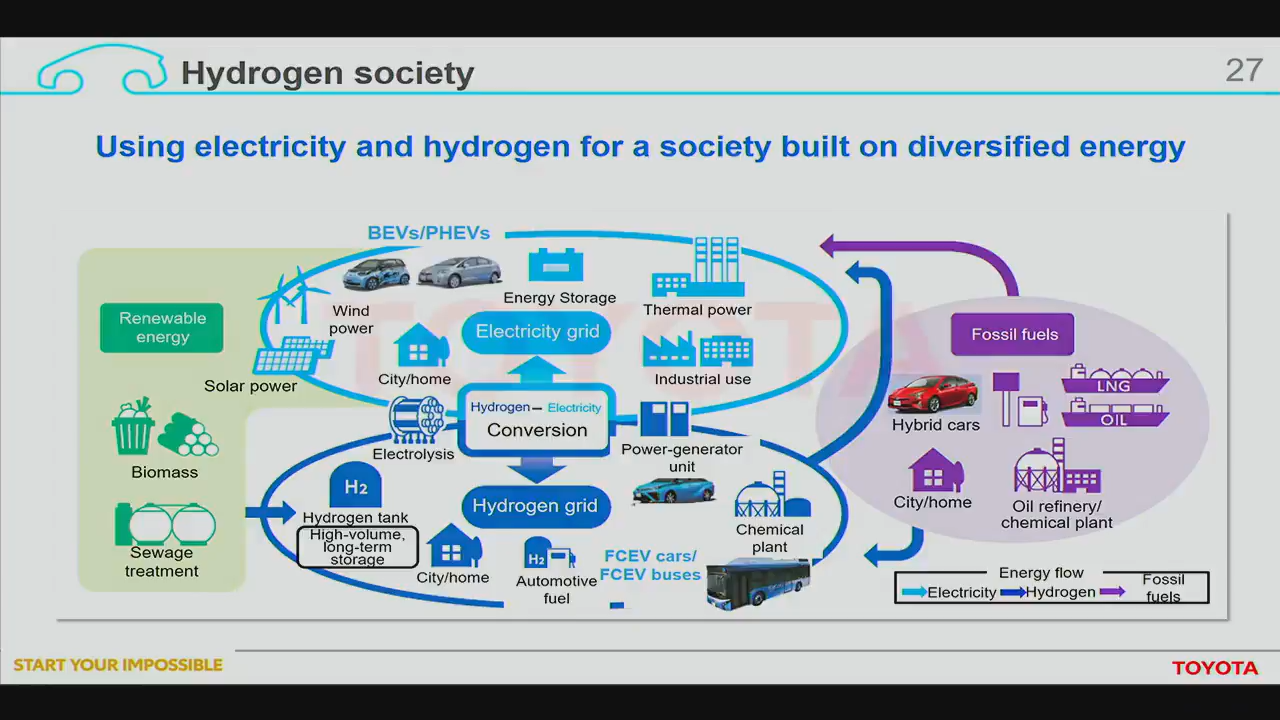 Hydrogen society
27
Using electricity and hydrogen for a society built on diversified energy
BEVs/PHEVs
Renewable
energy
Wind
power
Solar power
Biomass
Sewage
treatment
Energy Storage
Thermal power
Electricity grid
City/home
Industrial use
Hydrogen
Electricity
Conversion
Electrolysis
Power-generator
unit
H2
Hydrogen tank
High-volume,
long-term
storage
Hydrogen grid
City/home
H2
Automotive
fuel
FCEV cars/
FCEV buses
Chemical
plant
Fossil fuels
Hybrid cars
LNG
OIL
City/home
Oil refinery/
chemical plant
Energy flow
Electricity
Hydrogen
Fossil
fuels
START YOUR IMPOSSIBLE
TOYOTA
TOYOTA